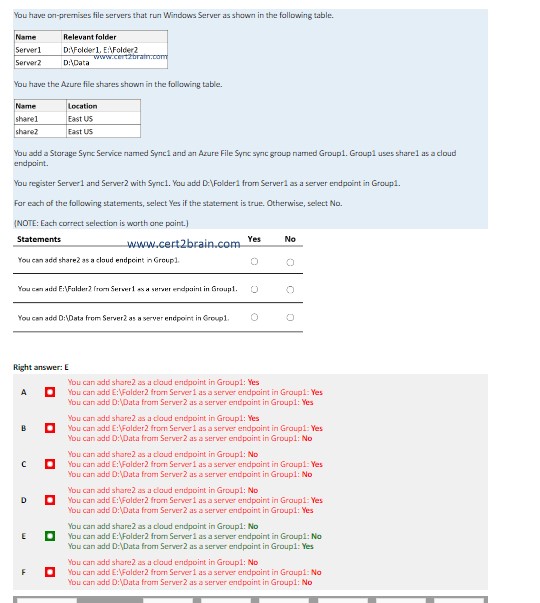 You have on-premises file servers that run Windows Server as shown in the following table.
Name Relevant folder
Server1 D:\Folder1, E:\Folder2
Server2 D:\Data
www.cert2brain.com
You have the Azure file shares shown in the following table.
Name Location
share1 East US
share2 East US
You add a Storage Sync Service named Sync1 and an Azure File Sync sync group named Group1. Group1 uses share1 as a cloud
endpoint.
You register Server1 and Server2 with Sync1. You add D:\Folder1 from Server1 as a server endpoint in Group1.
For each of the following statements, select Yes if the statement is true. Otherwise, select No.
(NOTE: Each correct selection is worth one point.)
Statements Yes No
www.cert2brain.com
You can add share2 as a cloud endpoint in Group1.
You can add E:\Folder2 from Server1 as a server endpoint in Group1.
You can add D:\Data from Server2 as a server endpoint in Group1.
Right answer: E
You can add share2 as a cloud endpoint in Group1: Yes
A You can add E:\Folder2 from Server1 as a server endpoint in Group1: Yes
You can add D:\Data from Server2 as a server endpoint in Group1: Yes
You can add share2 as a cloud endpoint in Group1: Yes
B You can add E:\Folder2 from Server1 as a server endpoint in Group1: Yes
You can add D:\Data from Server2 as a server endpoint in Group1: No
You can add share2 as a cloud endpoint in Group1: No
C You can add E:\Folder2 from Server1 as a server endpoint in Group1: Yes
You can add D:\Data from Server2 as a server endpoint in Group1: No
You can add share2 as a cloud endpoint in Group1: No
D You can add E:\Folder2 from Server1 as a server endpoint in Group1: Yes
You can add D:\Data from Server2 as a server endpoint in Group1: Yes
You can add share2 as a cloud endpoint in Group1: No
E You can add E:\Folder2 from Server1 as a server endpoint in Group1: No
You can add D:\Data from Server2 as a server endpoint in Group1: Yes
You can add share2 as a cloud endpoint in Group1: No
F You can add E:\Folder2 from Server1 as a server endpoint in Group1: No
You can add D:\Data from Server2 as a server endpoint in Group1: No